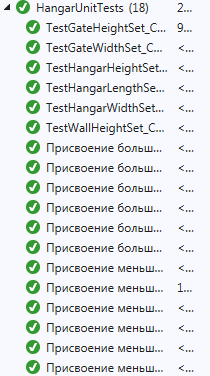 HangarUnitTests (18) 2...
TestGateHeightSet_C... 9...
TestGateWidthSet_C... <...
TestHangarHeightSet... <...
TestHangarLengthSe... <...
TestHangarWidthSet... <...
TestWallHeightSet_C... <...
Присвоение больш... <...
Присвоение больш... <...
Присвоение больш... <...
Присвоение больш... <...
Присвоение больш... <...
Присвоение больш... <...
Присвоение меньш... <...
Присвоение меньш... 1...
Присвоение меньш... <...
Присвоение меньш... <...
Присвоение меньш... <...
Присвоение меньш... <...